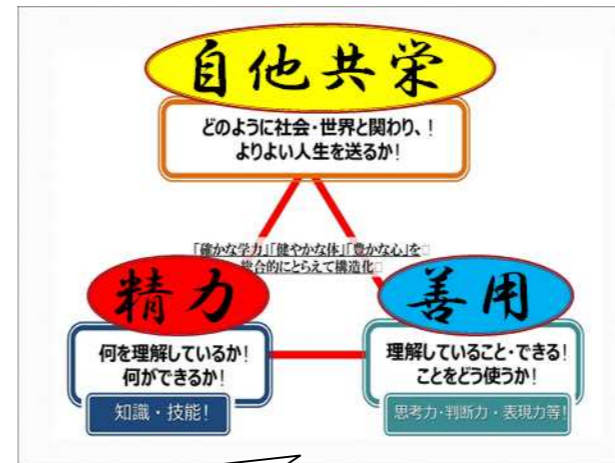 自他共栄
どのように社会・世界と関わり、!
よりよい人生を送るか!
「確かな学力」「健やかな体」「豊かな心」を
総合的にとらえて構造化
精力
善用
何を理解しているか!
何ができるか!
知識・技能!
理解していること・できる!
ことをどう使うか!
思考力・判断力・表現力等!